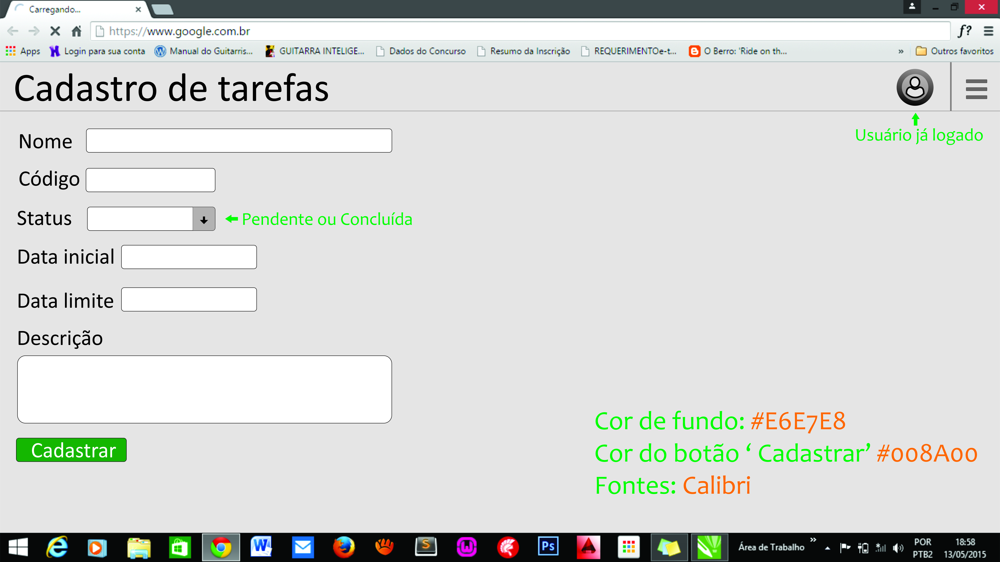 Carregando...
https://www.google.com.br
f?
Apps Login para sua conta Manual do Guitarris... GUITARRA INTELIGE... Dados do Concurso Resumo da Inscrição REQUERIMENTOe-t... O Berro: 'Ride on th... » Outros favoritos
Cadastro de tarefas
Usuário já logado
Nome
Código
Status
Pendente ou Concluída
Data inicial
Data limite
Descrição
Cadastrar
Cor de fundo: #E6E7E8
Cor do botão ‘ Cadastrar’ #008A00
Fontes: Calibri
W
S
W
Ps
Área de Trabalho »
POR
PTB2
18:58
13/05/2015